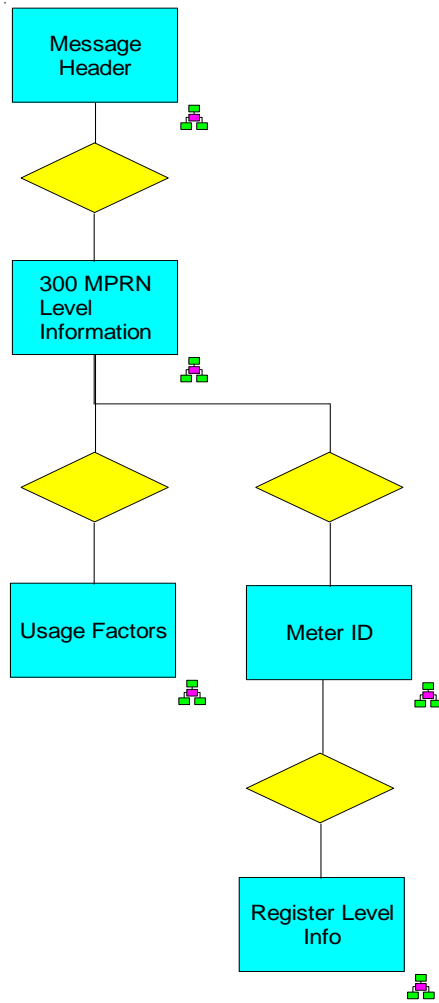 Message
Header
300 MPRN
Level
Information
Usage Factors
Meter ID
Register Level
Info